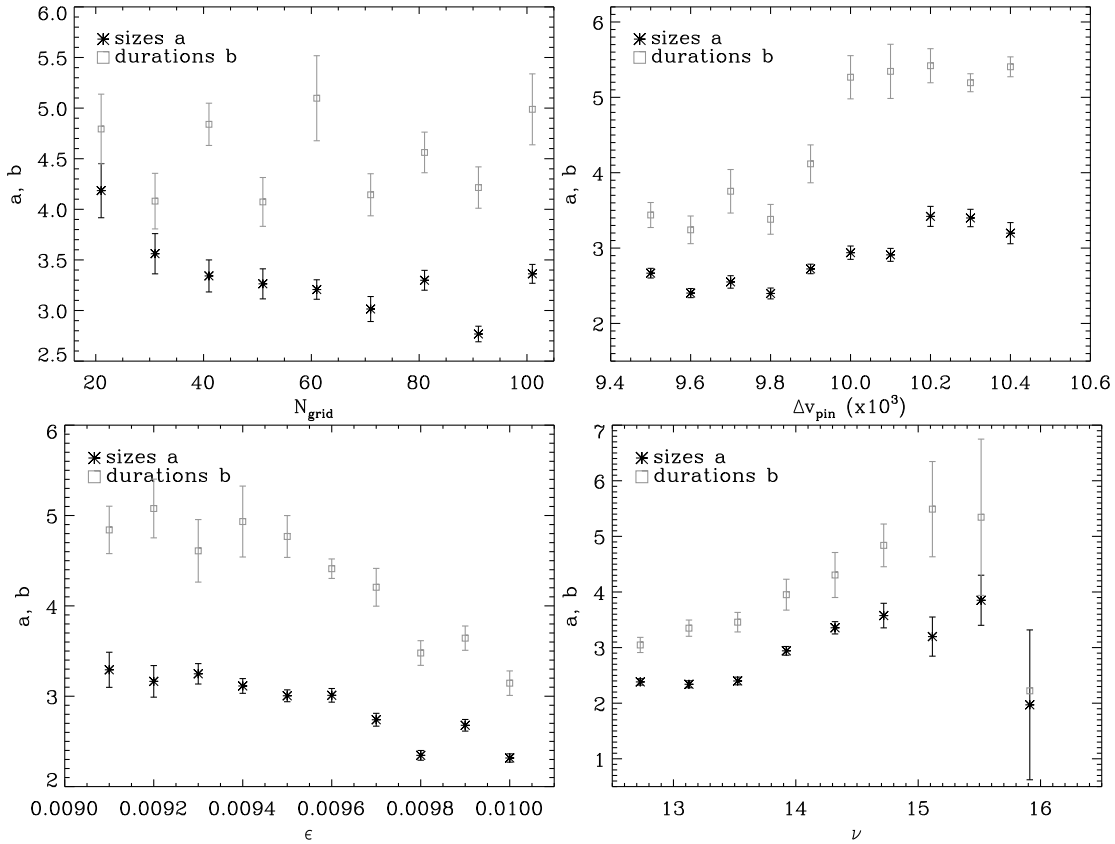 6.0
5.5
5.0
4.5
4.0
3.5
3.0
2.5
a, b
sizes a
durations b
20 40 60 80 100
N_grid
6
5
4
3
2
a, b
sizes a
durations b
9.4 9.6 9.8 10.0 10.2 10.4 10.6
Δv_pin (x10³)
6
5
4
3
2
a, b
sizes a
durations b
0.0090 0.0092 0.0094 0.0096 0.0098 0.0100
ϵ
7
6
5
4
3
2
1
a, b
sizes a
durations b
13 14 15 16
ν